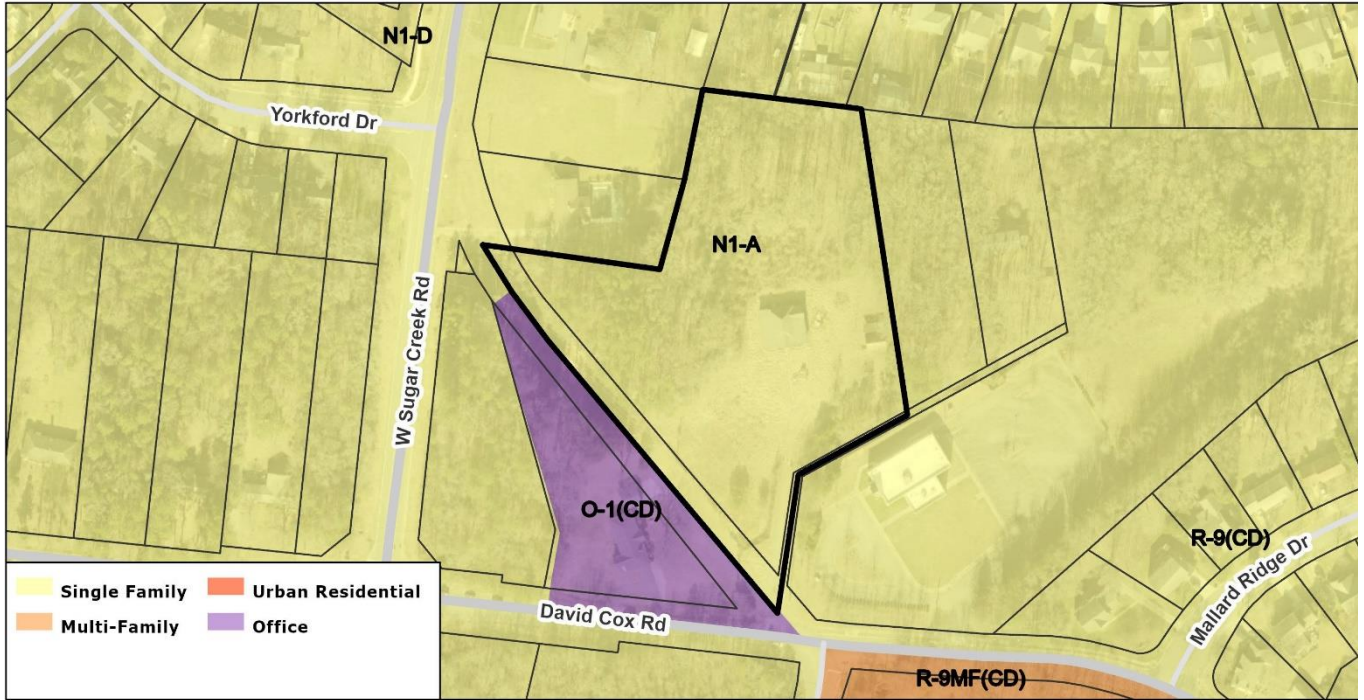 N1-D
Yorkford Dr
N1-A
W Sugar Creek Rd
O-1(CD)
R-9(CD)
Mallard Ridge Dr
Single Family
Urban Residential
Multi-Family
Office
David Cox Rd
R-9MF(CD)